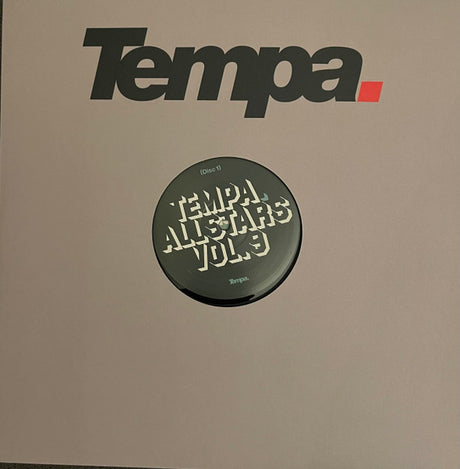 Tempa.
(Disc 1)
TEMPA.
ALLSTARS
VOL.9
Tempa.